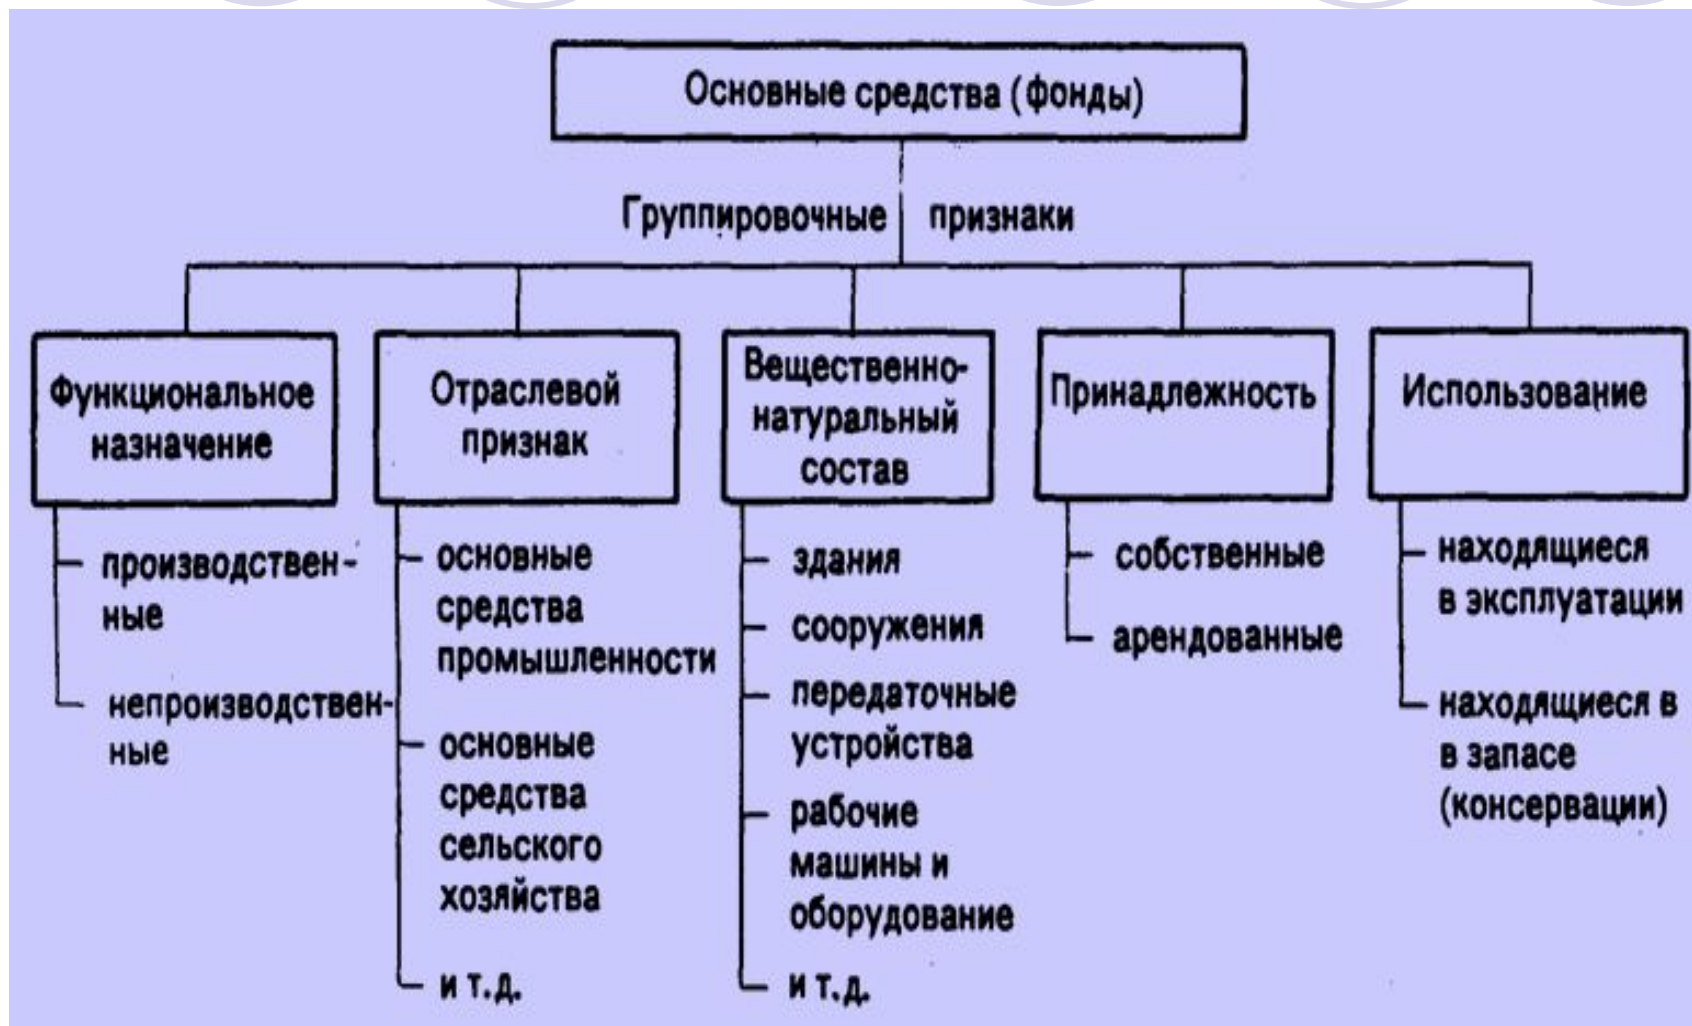 Основные средства (фонды)
Группировочные признаки
Функциональное
назначение
производствен-
ные
непроизводствен-
ные
Отраслевой
признак
основные
средства
промышленности
основные
средства
сельского
хозяйства
и т.д.
Вещественно-
натуральный
состав
здания
сооружения
передаточные
устройства
рабочие
машины и
оборудование
и т.д.
Принадлежность
собственные
арендованные
Использование
находящиеся
в эксплуатации
находящиеся в
в запасе
(консервации)